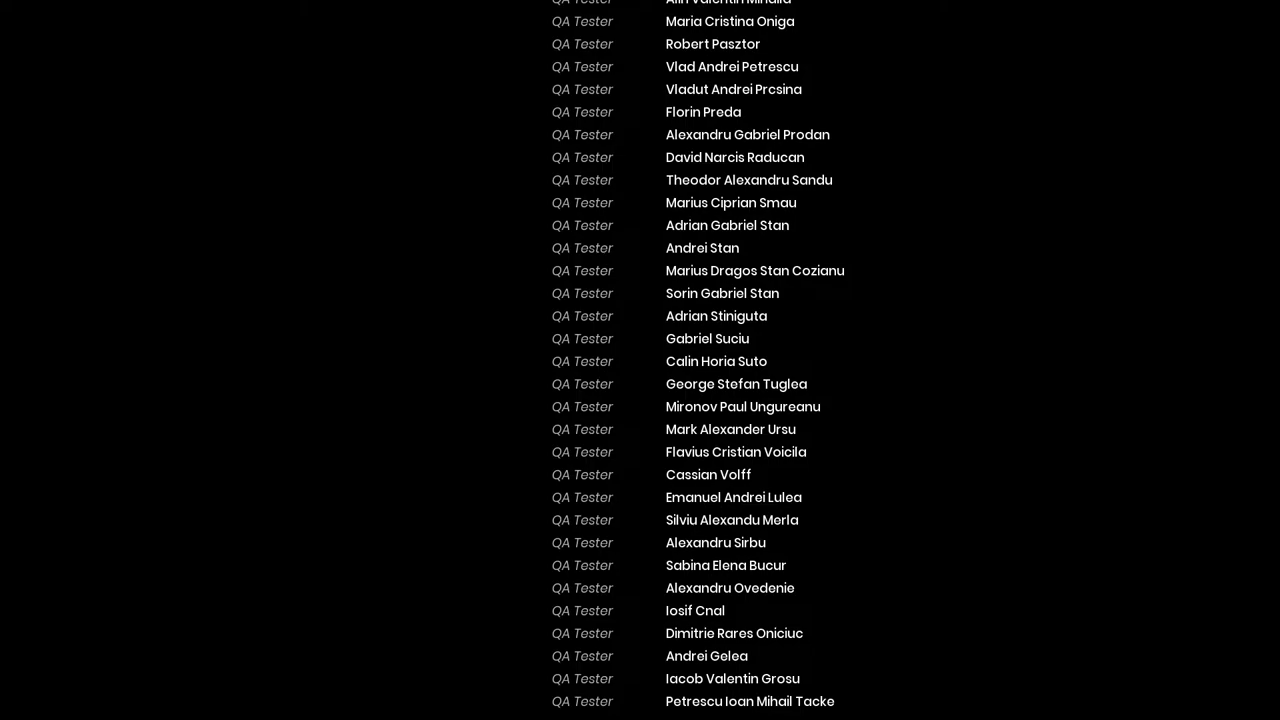 QA Tester Alin Valentin Mihaila
QA Tester Maria Cristina Oniga
QA Tester Robert Pasztor
QA Tester Vlad Andrei Petrescu
QA Tester Vladut Andrei Prcsina
QA Tester Florin Preda
QA Tester Alexandru Gabriel Prodan
QA Tester David Narcis Raducan
QA Tester Theodor Alexandru Sandu
QA Tester Marius Ciprian Smau
QA Tester Adrian Gabriel Stan
QA Tester Andrei Stan
QA Tester Marius Dragos Stan Cozianu
QA Tester Sorin Gabriel Stan
QA Tester Adrian Stiniguta
QA Tester Gabriel Suciu
QA Tester Calin Horia Suto
QA Tester George Stefan Tuglea
QA Tester Mironov Paul Ungureanu
QA Tester Mark Alexander Ursu
QA Tester Flavius Cristian Voicila
QA Tester Cassian Volff
QA Tester Emanuel Andrei Lulea
QA Tester Silviu Alexandu Merla
QA Tester Alexandru Sirbu
QA Tester Sabina Elena Bucur
QA Tester Alexandru Ovedenie
QA Tester Iosif Cnal
QA Tester Dimitrie Rares Oniciuc
QA Tester Andrei Gelea
QA Tester Iacob Valentin Grosu
QA Tester Petrescu Ioan Mihail Tacke